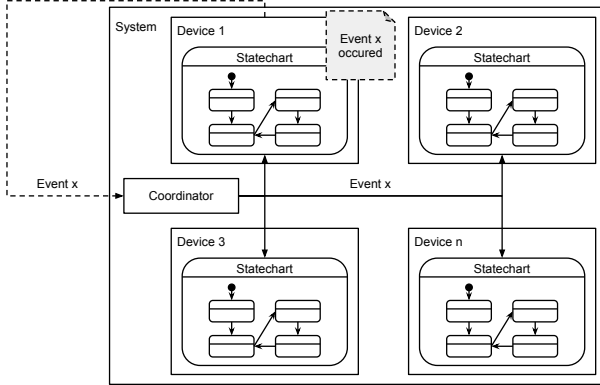 System
Device 1
Event x
occured
Device 2
Statechart
Statechart
Event x
Coordinator
Event x
Device 3
Device n
Statechart
Statechart